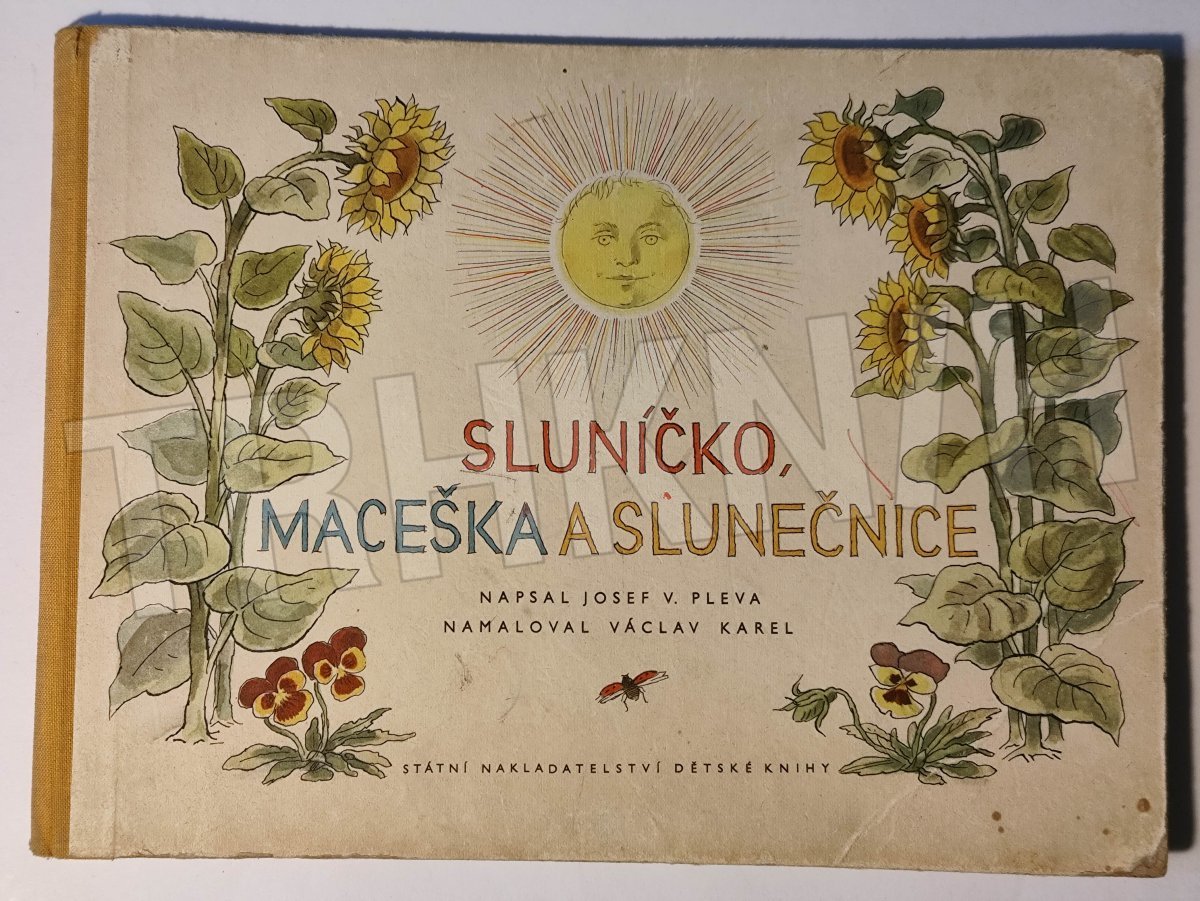 SLUNÍČKO,
MACEŠKA A SLUNEČNICE
NAPSAL JOSEF V. PLEVA
NAMALOVAL VÁCLAV KAREL
STÁTNÍ NAKLADATELSTVÍ DĚTSKÉ KNIHY